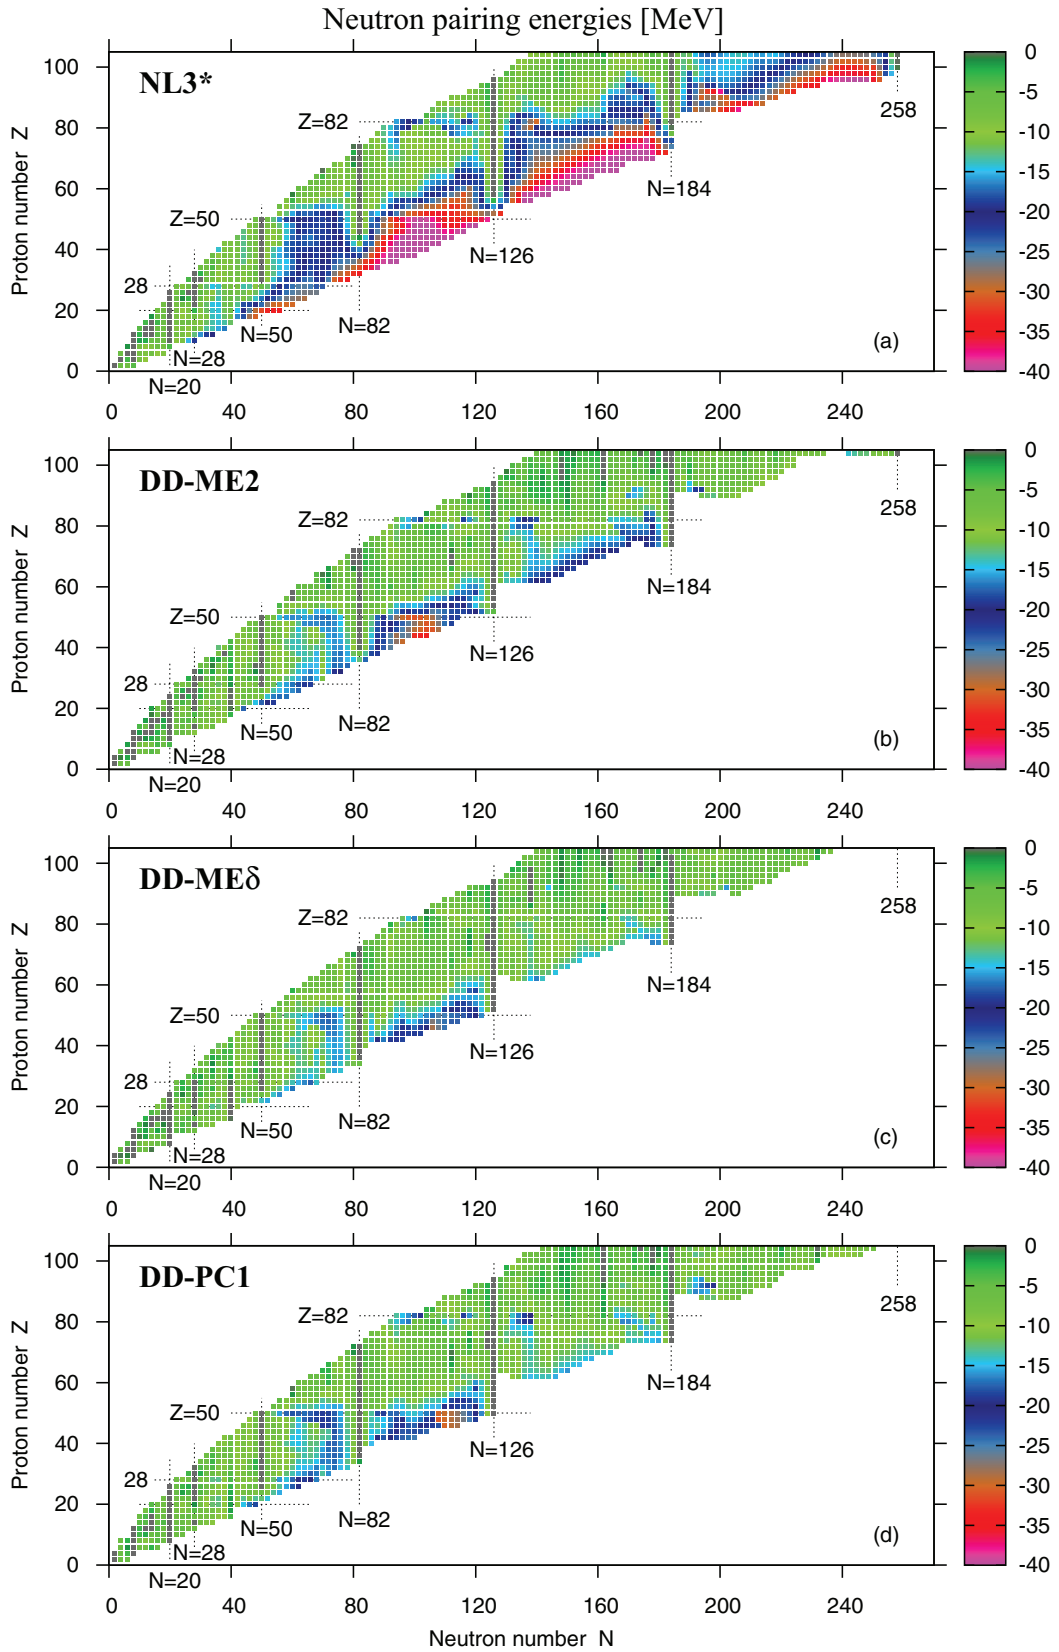 Neutron pairing energies [MeV]
NL3*
Proton number Z
100
80
60
40
20
0
Z=82
Z=50
28
N=20
N=28
N=50
N=82
N=126
N=184
258
(a)
0 40 80 120 160 200 240
0
-5
-10
-15
-20
-25
-30
-35
-40
DD-ME2
Proton number Z
100
80
60
40
20
0
Z=82
Z=50
28
N=20
N=28
N=50
N=82
N=126
N=184
258
(b)
0 40 80 120 160 200 240
0
-5
-10
-15
-20
-25
-30
-35
-40
DD-MEδ
Proton number Z
100
80
60
40
20
0
Z=82
Z=50
28
N=20
N=28
N=50
N=82
N=126
N=184
258
(c)
0 40 80 120 160 200 240
0
-5
-10
-15
-20
-25
-30
-35
-40
DD-PC1
Proton number Z
100
80
60
40
20
0
Z=82
Z=50
28
N=20
N=28
N=50
N=82
N=126
N=184
258
(d)
0 40 80 120 160 200 240
0
-5
-10
-15
-20
-25
-30
-35
-40
Neutron number N